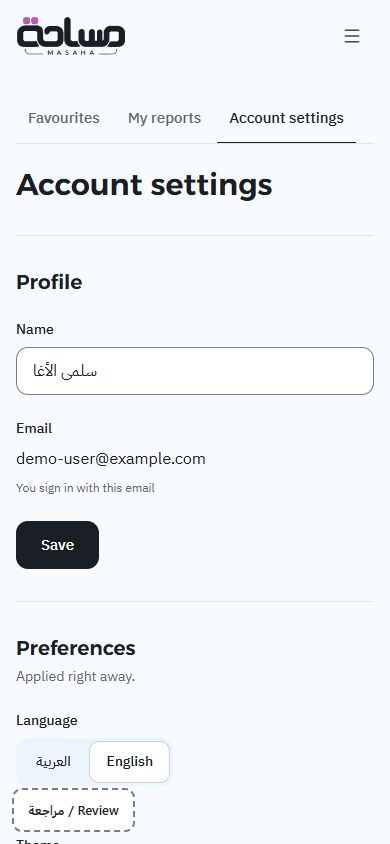 مساحة
MASAHA
Favourites My reports Account settings
Account settings
Profile
Name
سلمى الأغا
Email
demo-user@example.com
You sign in with this email
Save
Preferences
Applied right away.
Language
العربية English
مراجعة / Review
Theme